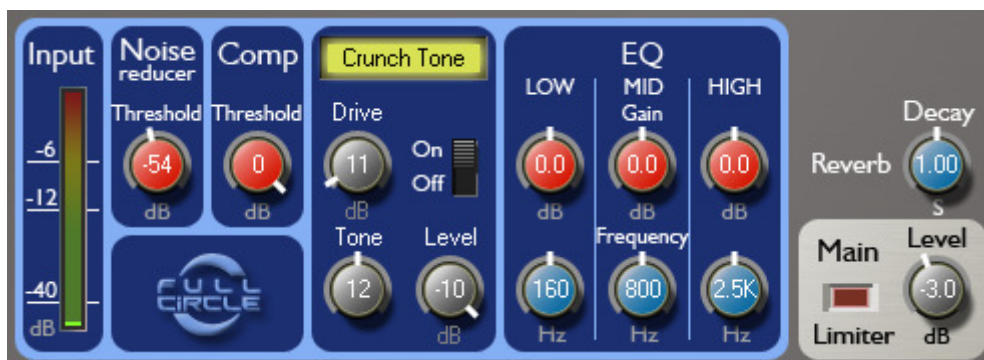 Input
-6
-12
-40
dB
Noise
reducer
Threshold
-54
dB
Comp
Threshold
0
dB
FULL
CIRCLE
Crunch Tone
Drive
11
dB
On
Off
Tone
12
Level
-10
dB
EQ
LOW
MID
HIGH
Gain
0.0
0.0
0.0
dB
dB
dB
Frequency
160
800
2.5K
Hz
Hz
Hz
Decay
Reverb
1.00
S
Main
Limiter
Level
-3.0
dB